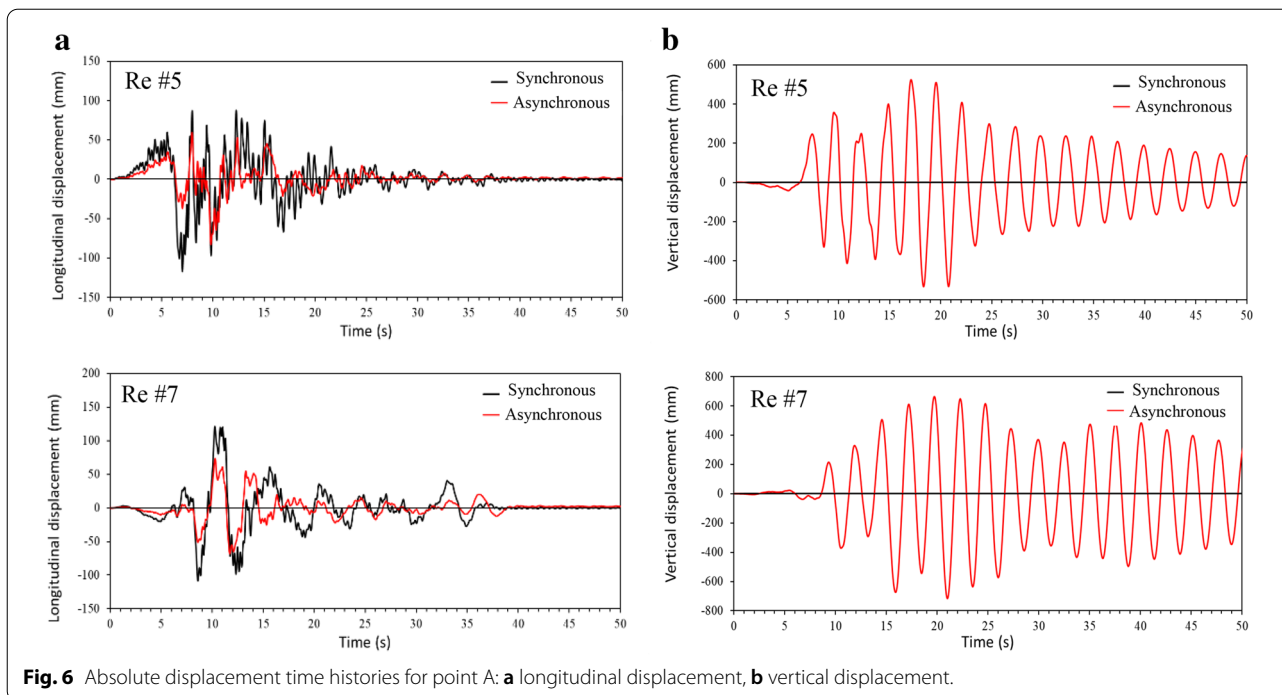 a
Longitudinal displacement (mm)
150
100
50
0
-50
-100
-150
Re #5
Synchronous
Asynchronous
0 5 10 15 20 25 30 35 40 45 50
Time (s)
b
Vertical displacement (mm)
600
400
200
0
-200
-400
-600
Re #5
Synchronous
Asynchronous
0 5 10 15 20 25 30 35 40 45 50
Time (s)
Longitudinal displacement (mm)
200
150
100
50
0
-50
-100
-150
Re #7
Synchronous
Asynchronous
0 5 10 15 20 25 30 35 40 45 50
Time (s)
Vertical displacement (mm)
800
600
400
200
0
-200
-400
-600
-800
Re #7
Synchronous
Asynchronous
0 5 10 15 20 25 30 35 40 45 50
Time (s)
Fig. 6 Absolute displacement time histories for point A: a longitudinal displacement, b vertical displacement.